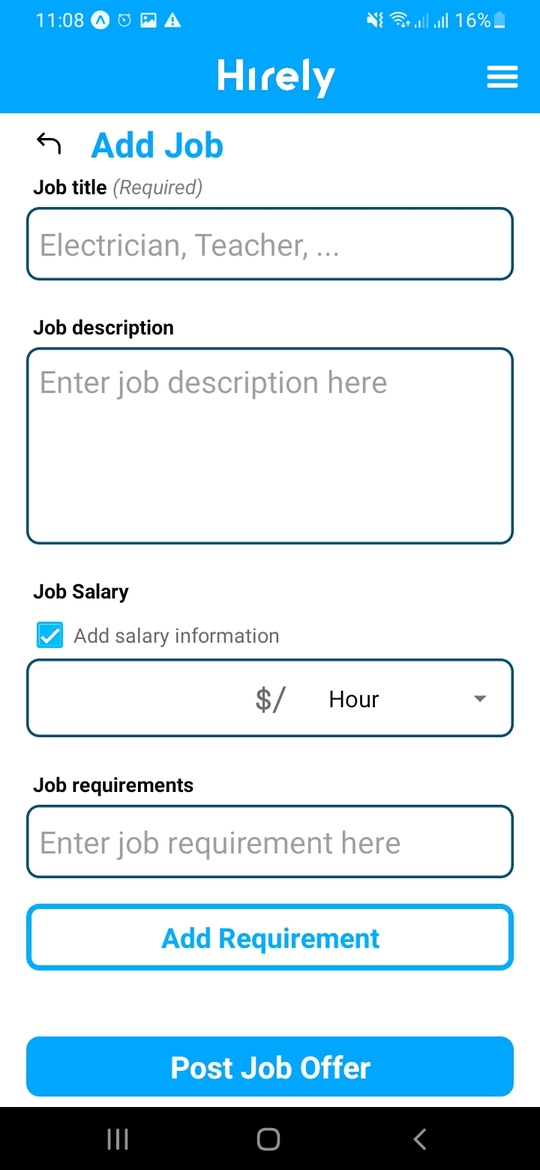 11:08 16%
Hırely
Add Job
Job title (Required)
Electrician, Teacher, ...
Job description
Enter job description here
Job Salary
Add salary information
$/ Hour
Job requirements
Enter job requirement here
Add Requirement
Post Job Offer